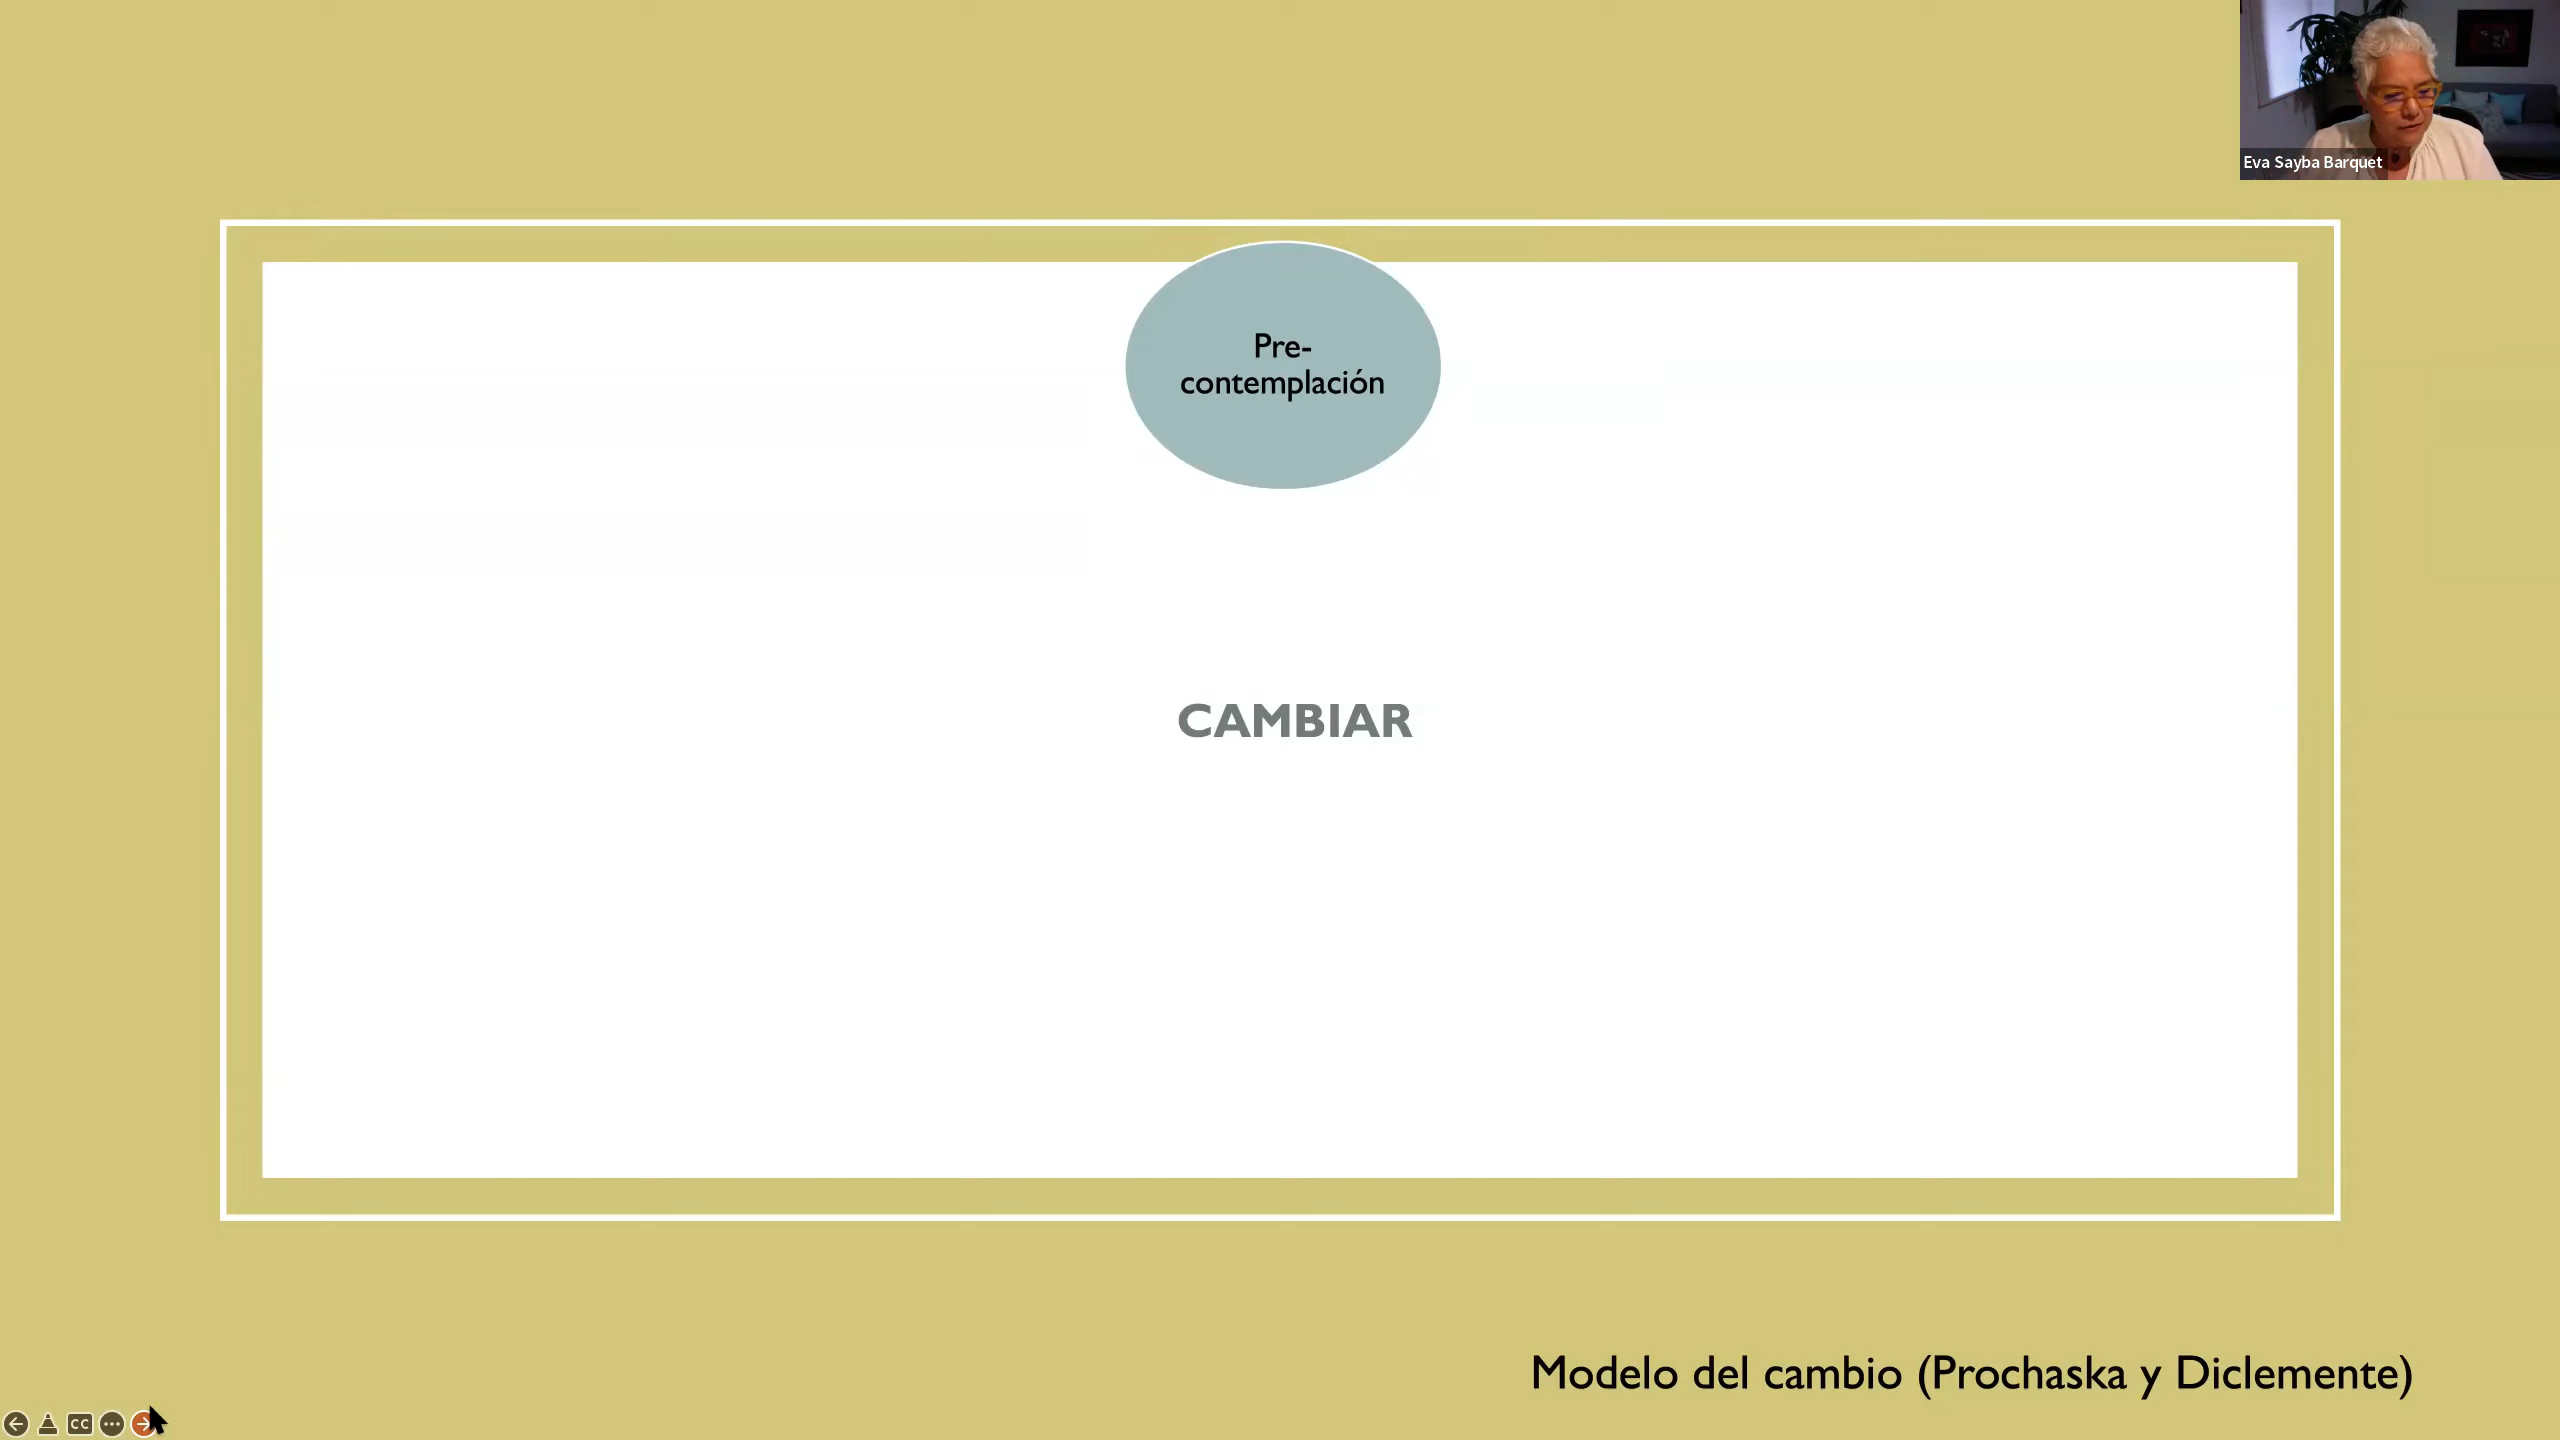 Eva Sayba Barquet
Pre-
contemplación
CAMBIAR
Modelo del cambio (Prochaska y Diclemente)
CC